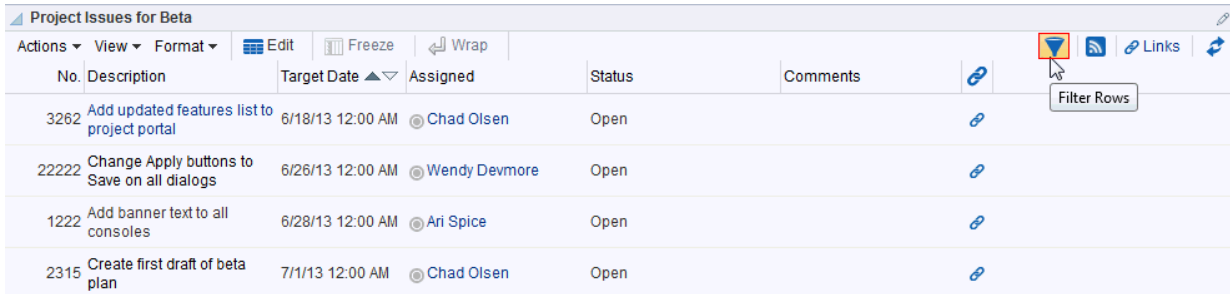 Project Issues for Beta
Actions View Format Edit Freeze Wrap Links
No. Description Target Date Assigned Status Comments
Filter Rows
3262 Add updated features list to project portal 6/18/13 12:00 AM Chad Olsen Open
22222 Change Apply buttons to Save on all dialogs 6/26/13 12:00 AM Wendy Devmore Open
1222 Add banner text to all consoles 6/28/13 12:00 AM Ari Spice Open
2315 Create first draft of beta plan 7/1/13 12:00 AM Chad Olsen Open